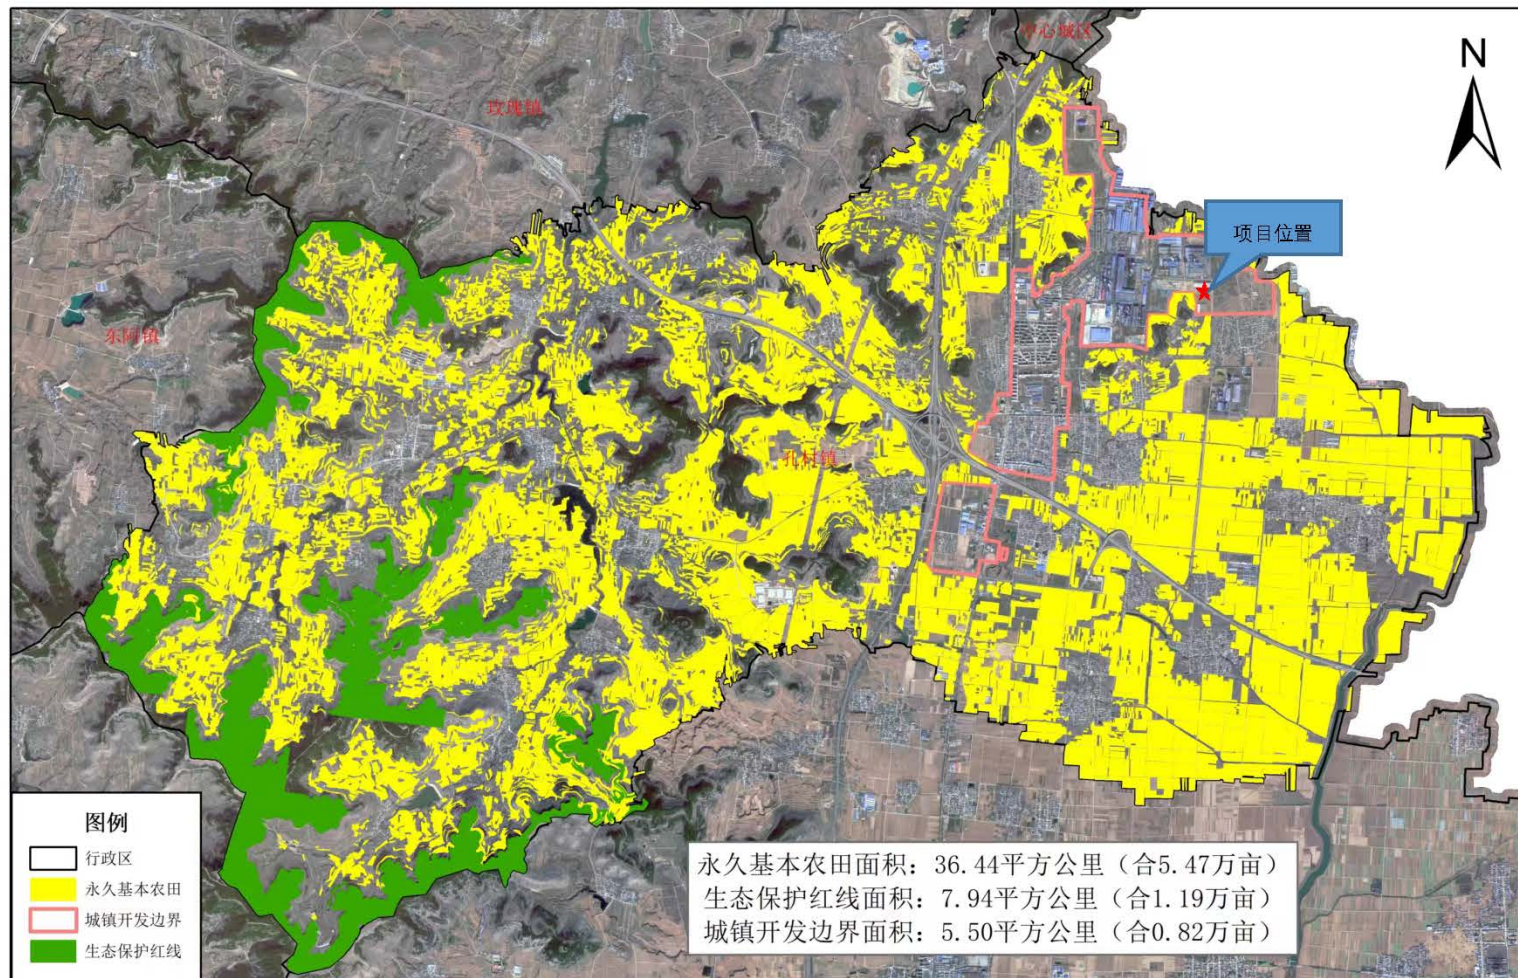 中心城区
N
玫瑰镇
项目位置
东阿镇
孔村镇
图例
行政区
永久基本农田
城镇开发边界
生态保护红线
永久基本农田面积：36.44平方公里（合5.47万亩）
生态保护红线面积：7.94平方公里（合1.19万亩）
城镇开发边界面积：5.50平方公里（合0.82万亩）